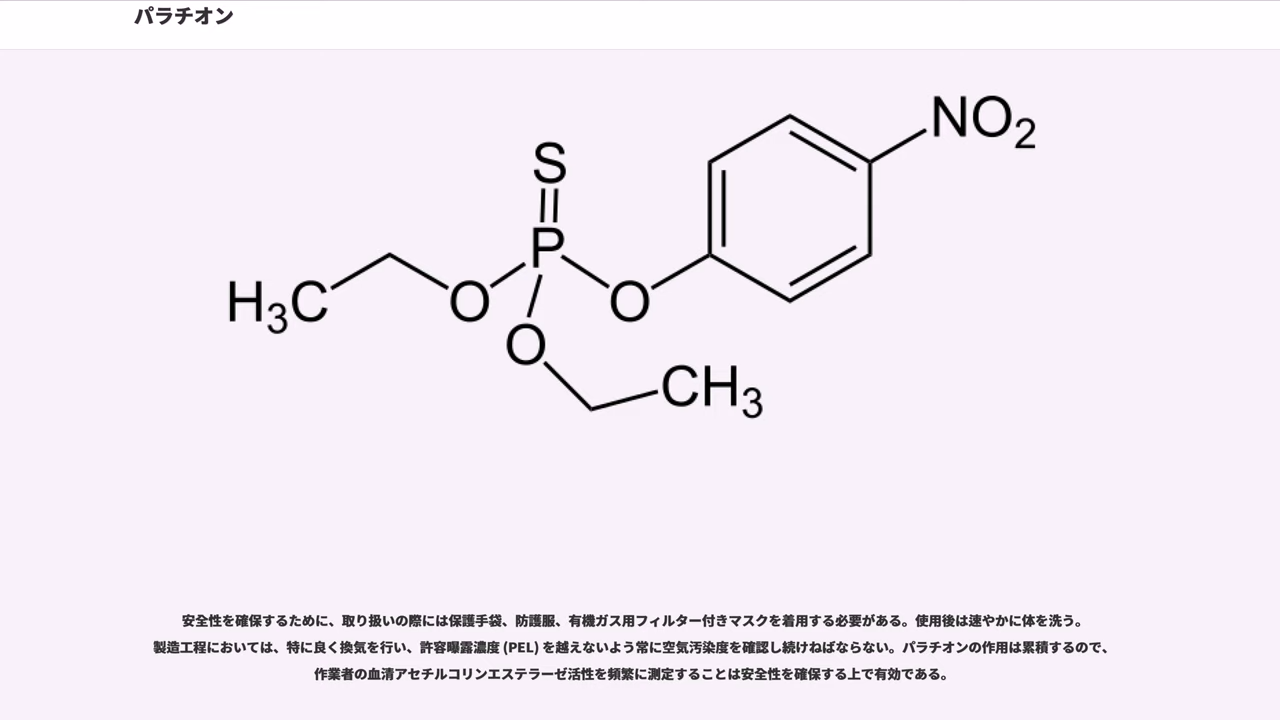 パラチオン
NO2
S
P
H3C
O
O
O
CH3
安全性を確保するために、取り扱いの際には保護手袋、防護服、有機ガス用フィルター付きマスクを着用する必要がある。使用後は速やかに体を洗う。
製造工程においては、特に良く換気を行い、許容曝露濃度 (PEL) を越えないよう常に空気汚染度を確認し続けねばならない。パラチオンの作用は累積するので、
作業者の血清アセチルコリンエステラーゼ活性を頻繁に測定することは安全性を確保する上で有効である。